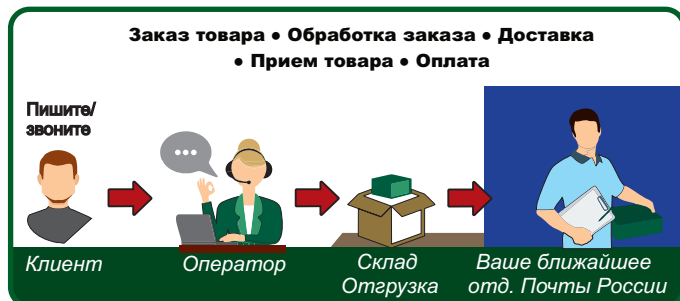 Заказ товара ● Обработка заказа ● Доставка
● Прием товара ● Оплата
Пишите/
звоните
Клиент
Оператор
Склад
Отгрузка
Ваше ближайшее
отд. Почты России